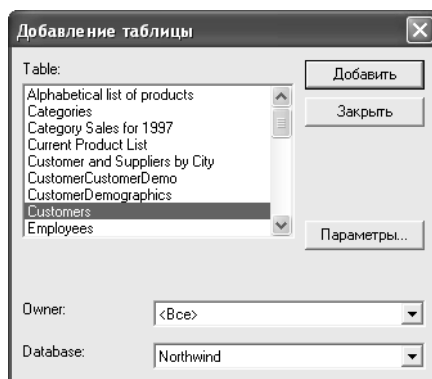 Добавление таблицы
Table:
Alphabetical list of products
Categories
Category Sales for 1997
Current Product List
Customer and Suppliers by City
CustomerCustomerDemo
CustomerDemographics
Customers
Employees
Добавить
Закрыть
Параметры...
Owner:
<Все>
Database:
Northwind